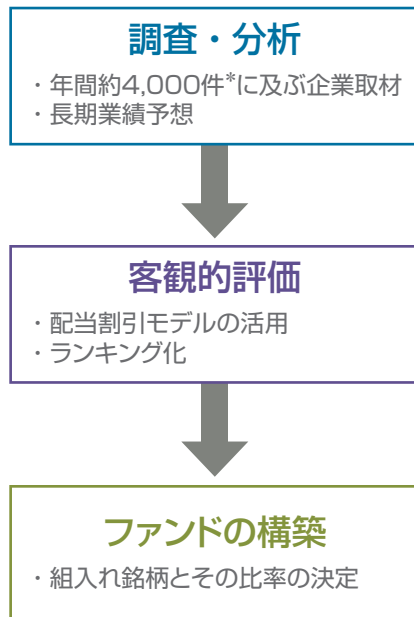 調査・分析
・年間約4,000件*に及ぶ企業取材
・長期業績予想
客観的評価
・配当割引モデルの活用
・ランキング化
ファンドの構築
・組入れ銘柄とその比率の決定